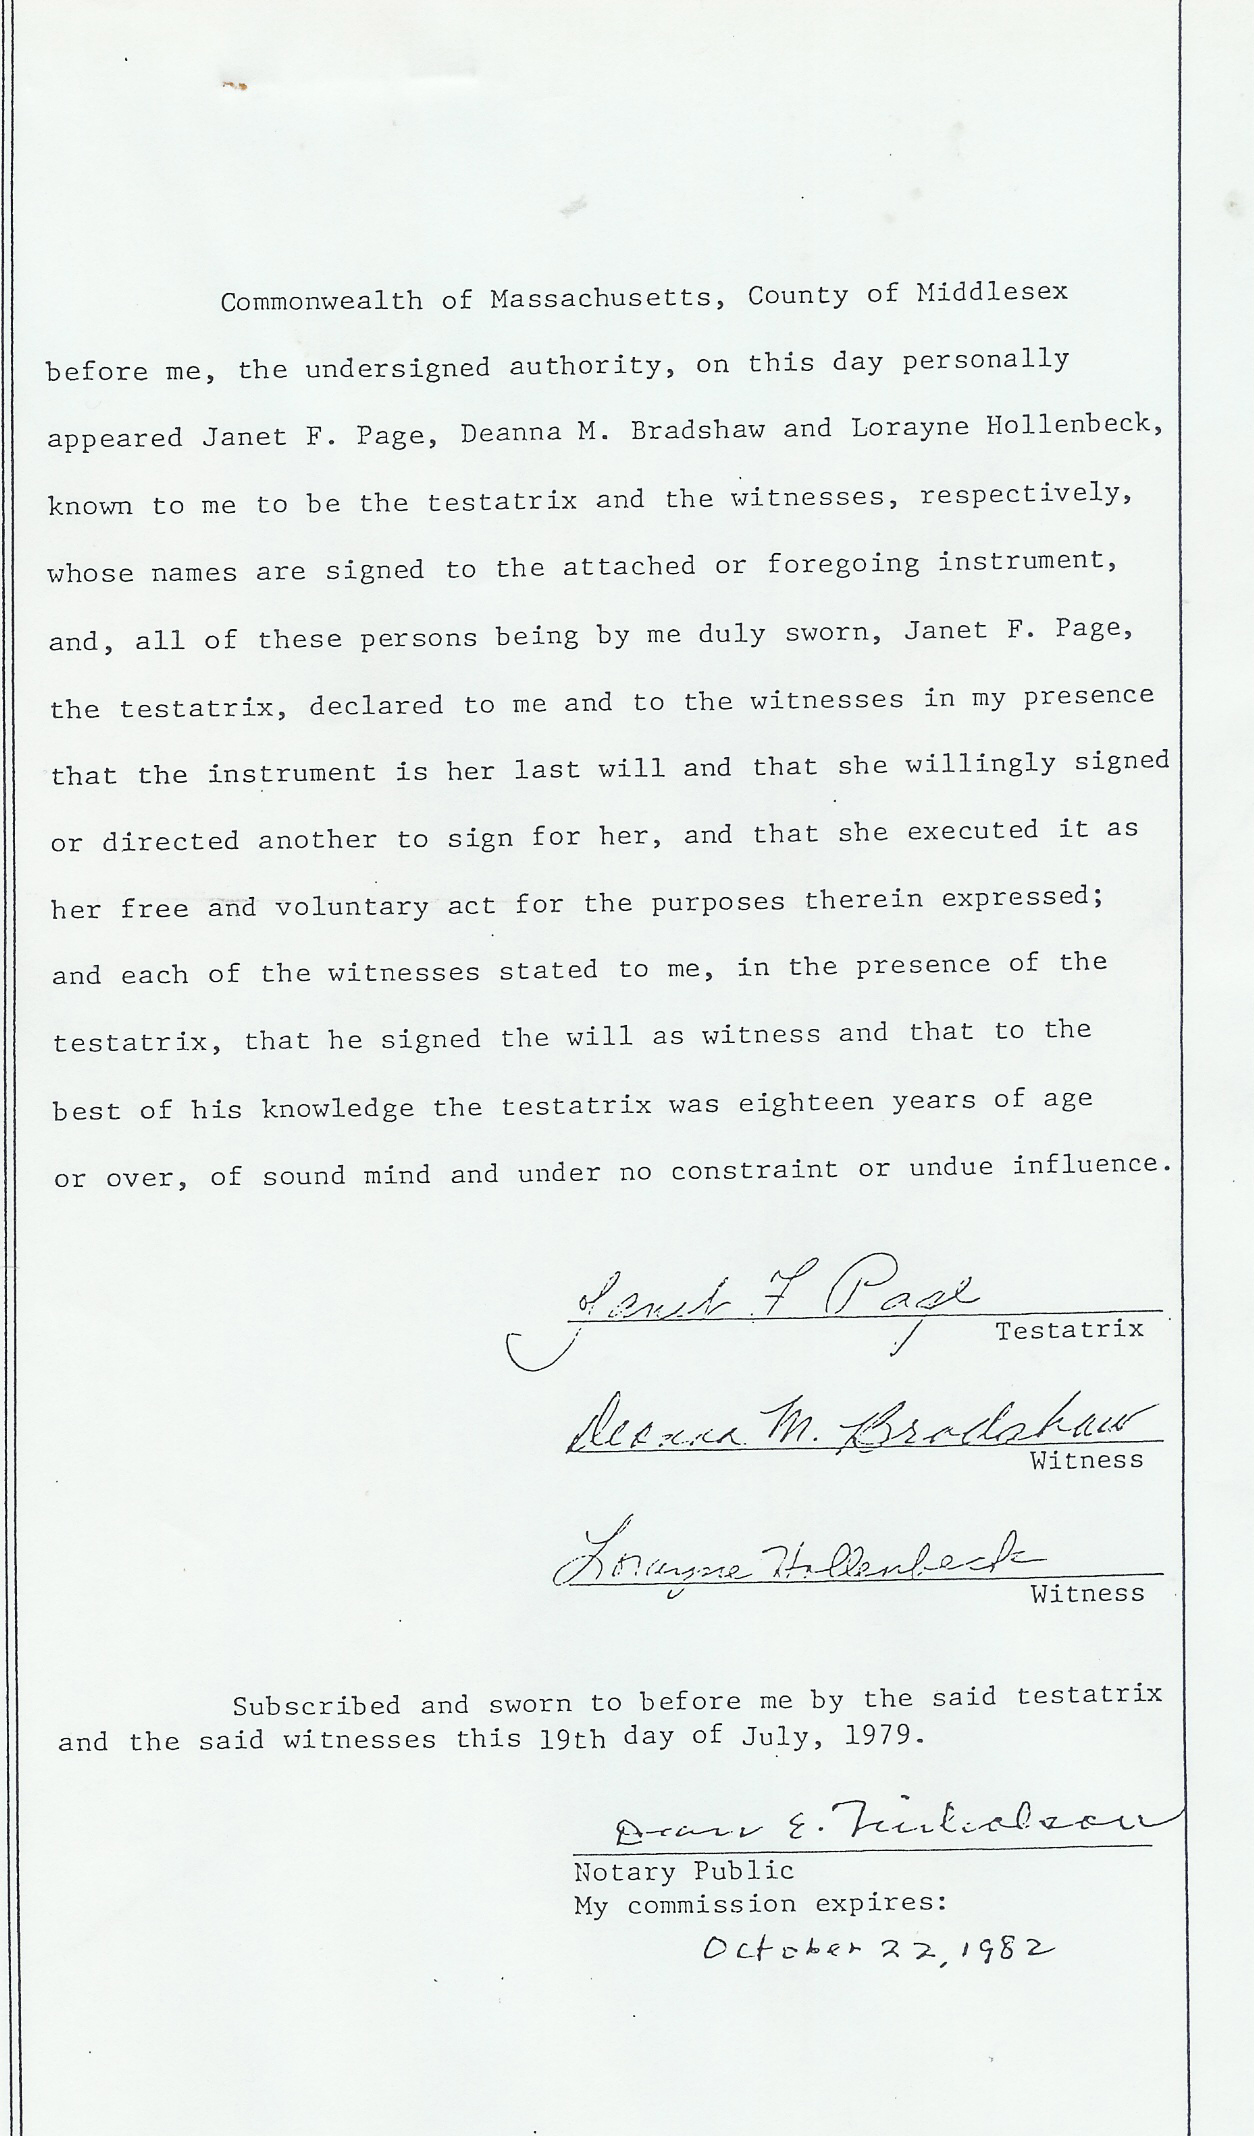 Commonwealth of Massachusetts, County of Middlesex
before me, the undersigned authority, on this day personally
appeared Janet F. Page, Deanna M. Bradshaw and Lorayne Hollenbeck,
known to me to be the testatrix and the witnesses, respectively,
whose names are signed to the attached or foregoing instrument,
and, all of these persons being by me duly sworn, Janet F. Page,
the testatrix, declared to me and to the witnesses in my presence
that the instrument is her last will and that she willingly signed
or directed another to sign for her, and that she executed it as
her free and voluntary act for the purposes therein expressed;
and each of the witnesses stated to me, in the presence of the
testatrix, that he signed the will as witness and that to the
best of his knowledge the testatrix was eighteen years of age
or over, of sound mind and under no constraint or undue influence.
Janet F Page
Testatrix
Deanna M. Bradshaw
Witness
Lorayne Hollenbeck
Witness
Subscribed and sworn to before me by the said testatrix
and the said witnesses this 19th day of July, 1979.
E.
Notary Public
My commission expires:
October 22, 1982